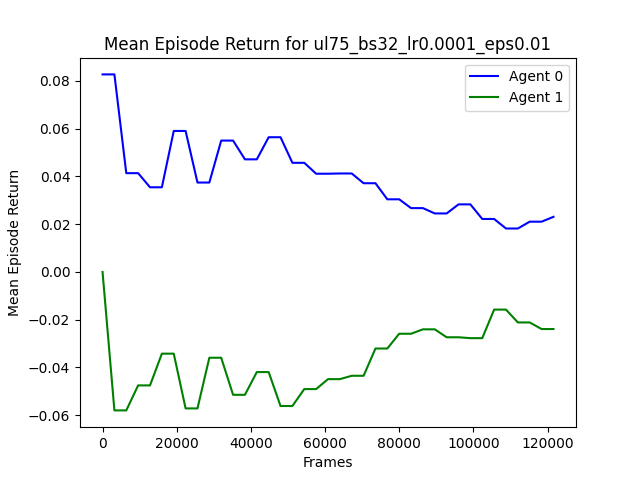 Mean Episode Return for ul75_bs32_lr0.0001_eps0.01
Agent 0
Agent 1
Mean Episode Return
0.08
0.06
0.04
0.02
0.00
−0.02
−0.04
−0.06
0 20000 40000 60000 80000 100000 120000
Frames